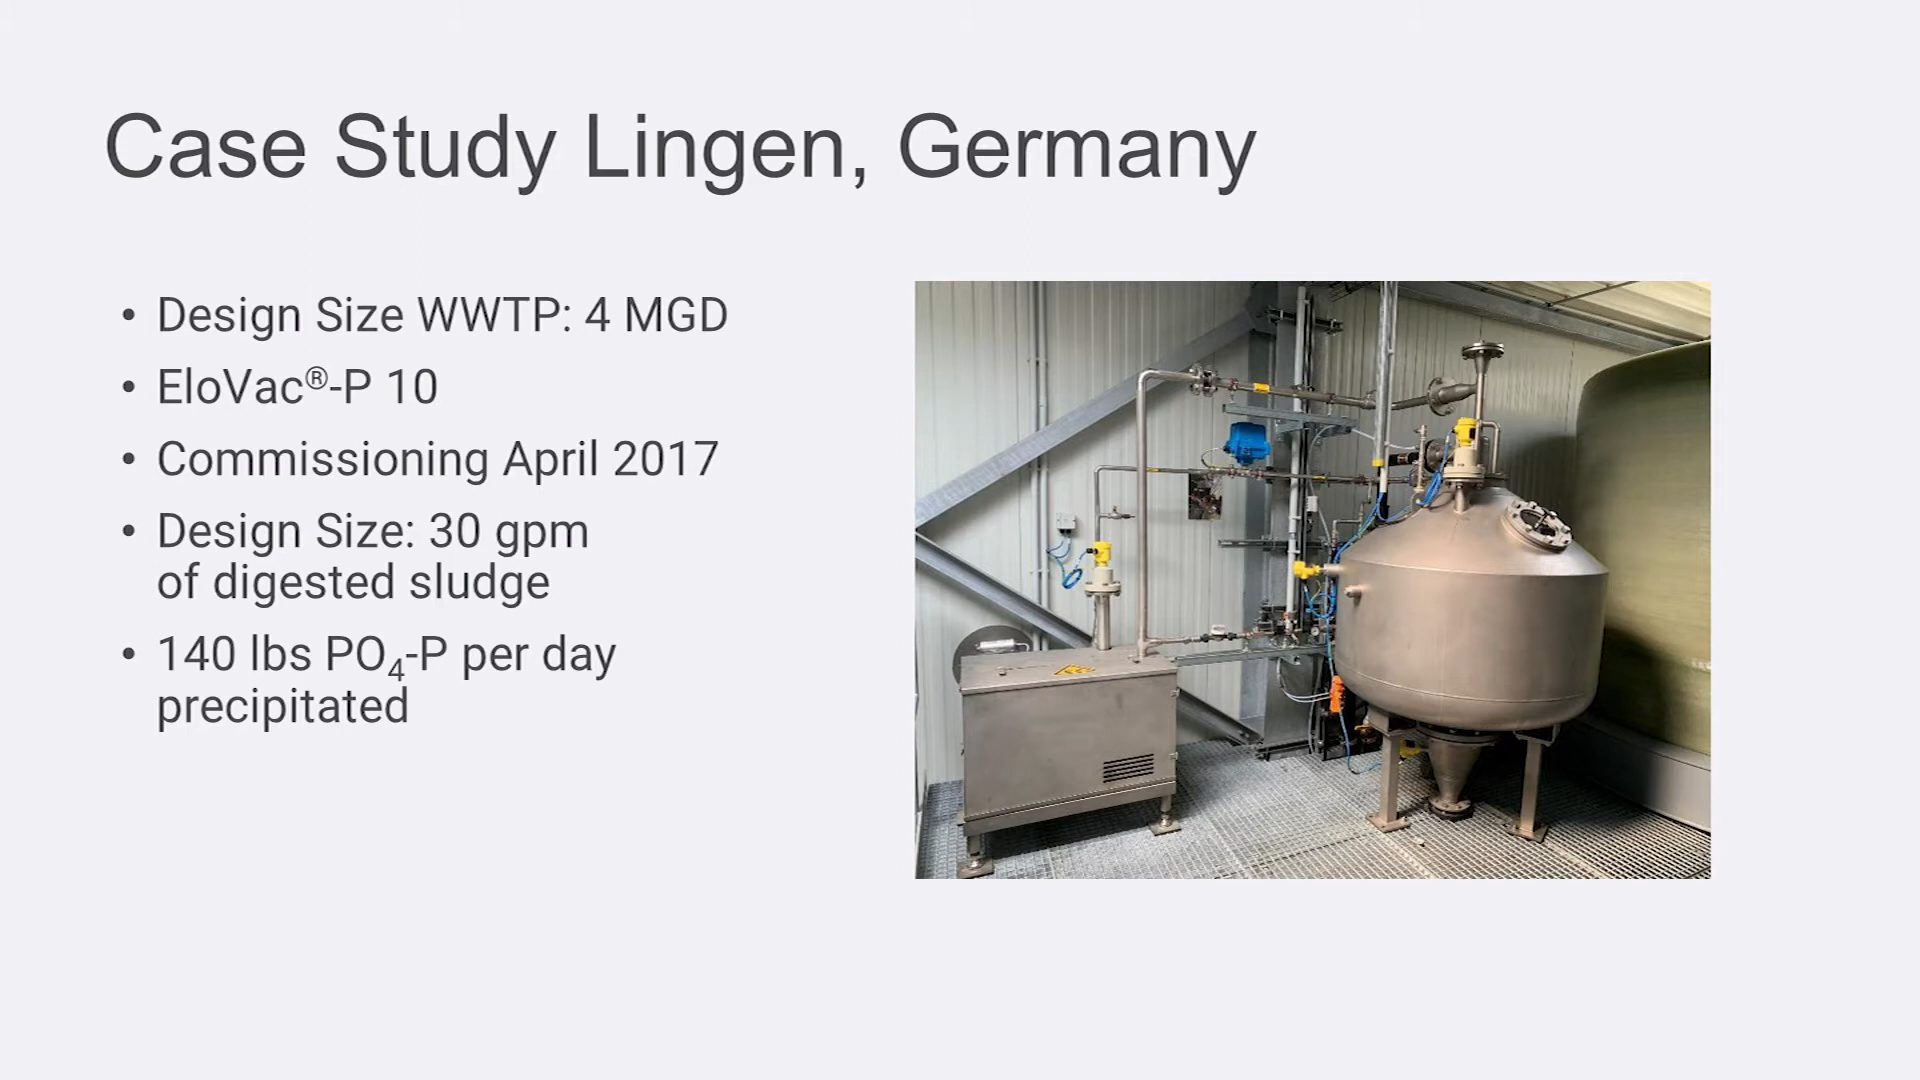 Case Study Lingen, Germany
• Design Size WWTP: 4 MGD
• EloVac®-P 10
• Commissioning April 2017
• Design Size: 30 gpm
of digested sludge
• 140 lbs PO₄-P per day
precipitated